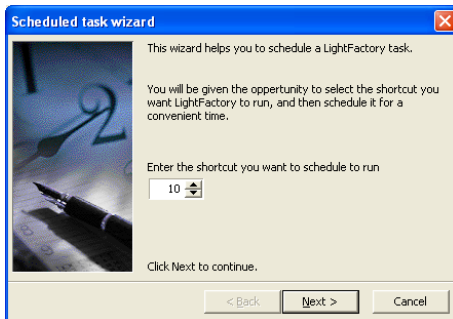 Scheduled task wizard
This wizard helps you to schedule a LightFactory task.
You will be given the oppertunity to select the shortcut you
want LightFactory to run, and then schedule it for a
convenient time.
Enter the shortcut you want to schedule to run
10
Click Next to continue.
< Back Next > Cancel